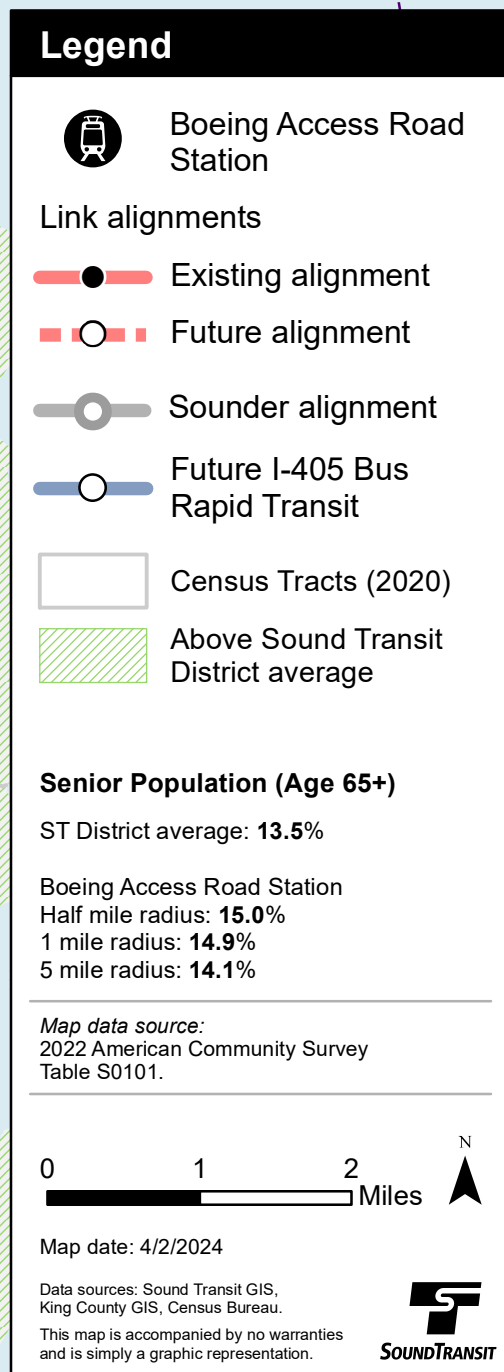 Legend
Boeing Access Road
Station
Link alignments
Existing alignment
Future alignment
Sounder alignment
Future I-405 Bus
Rapid Transit
Census Tracts (2020)
Above Sound Transit
District average
Senior Population (Age 65+)
ST District average: 13.5%
Boeing Access Road Station
Half mile radius: 15.0%
1 mile radius: 14.9%
5 mile radius: 14.1%
Map data source:
2022 American Community Survey
Table S0101.
N
0 1 2
Miles
Map date: 4/2/2024
Data sources: Sound Transit GIS,
King County GIS, Census Bureau.
This map is accompanied by no warranties
and is simply a graphic representation.
SOUNDTRANSIT